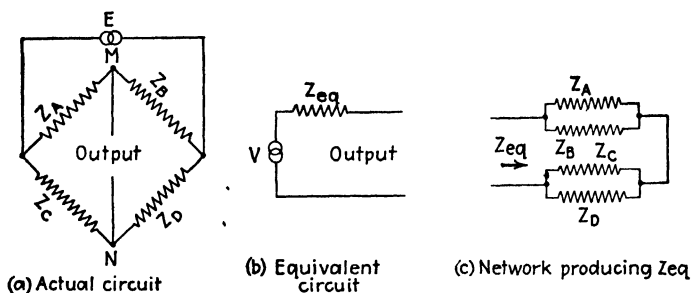 E
M
ZA
ZB
Output
ZC
ZD
N
(a) Actual circuit
Zeq
V
Output
(b) Equivalent
circuit
ZA
Zeq
ZB ZC
ZD
(c) Network producing Zeq